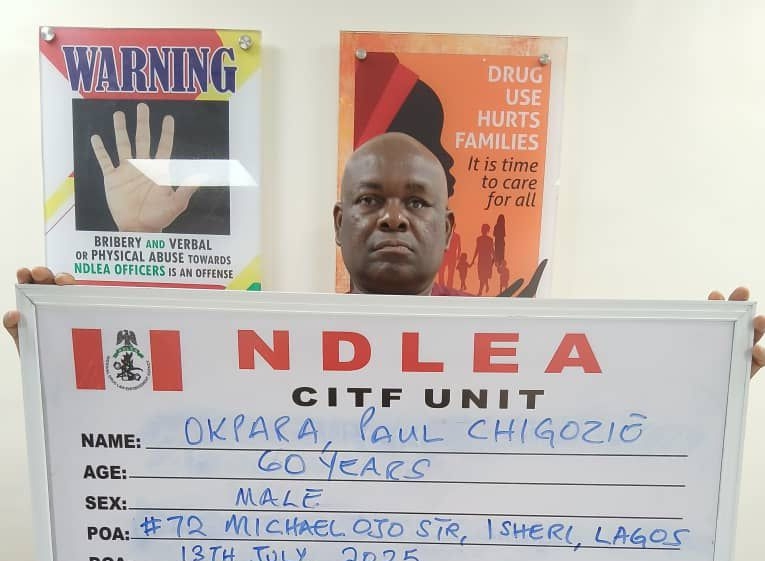 WARNING
BRIBERY AND VERBAL
OR PHYSICAL ABUSE TOWARDS
NDLEA OFFICERS IS AN OFFENSE
DRUG
USE
HURTS
FAMILIES
It is time
to care
for all
NDLEA
CITF UNIT
NAME: OKPARA, PAUL CHIGOZIE
AGE: 60 YEARS
SEX: MALE
POA: #72 MICHAEL OJO STR, ISHERI, LAGOS
DOA: 13TH JULY, 2025